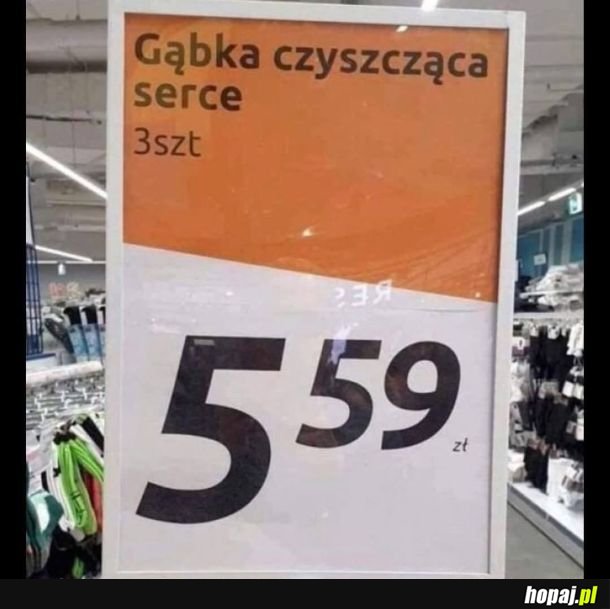 Gąbka czyszcząca
serce
3szt
5 59
zł
hopaj.pl